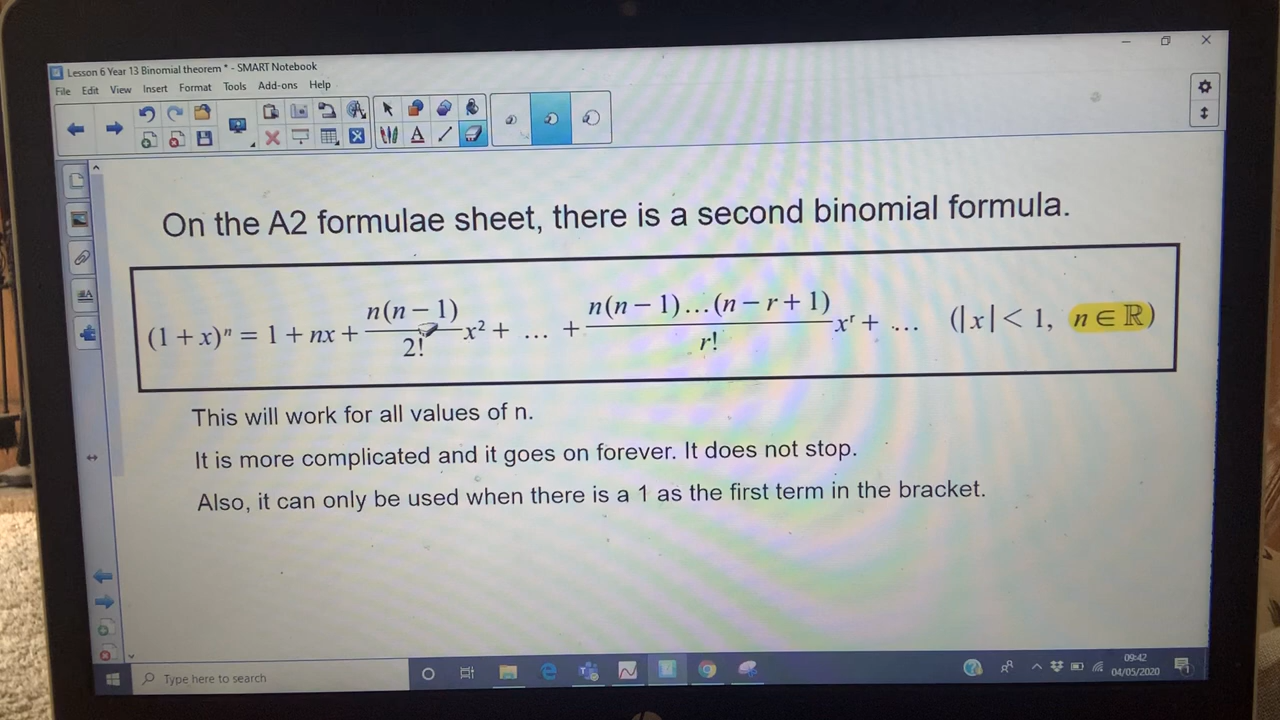 Lesson 6 Year 13 Binomial theorem * - SMART Notebook
File Edit View Insert Format Tools Add-ons Help
On the A2 formulae sheet, there is a second binomial formula.
(1 + x)ⁿ = 1 + nx + n(n − 1)/2! x² + … + n(n − 1)…(n − r + 1)/r! xʳ + … (|x| < 1, n ∈ ℝ)
This will work for all values of n.
It is more complicated and it goes on forever. It does not stop.
Also, it can only be used when there is a 1 as the first term in the bracket.
Type here to search
09:42
04/05/2020